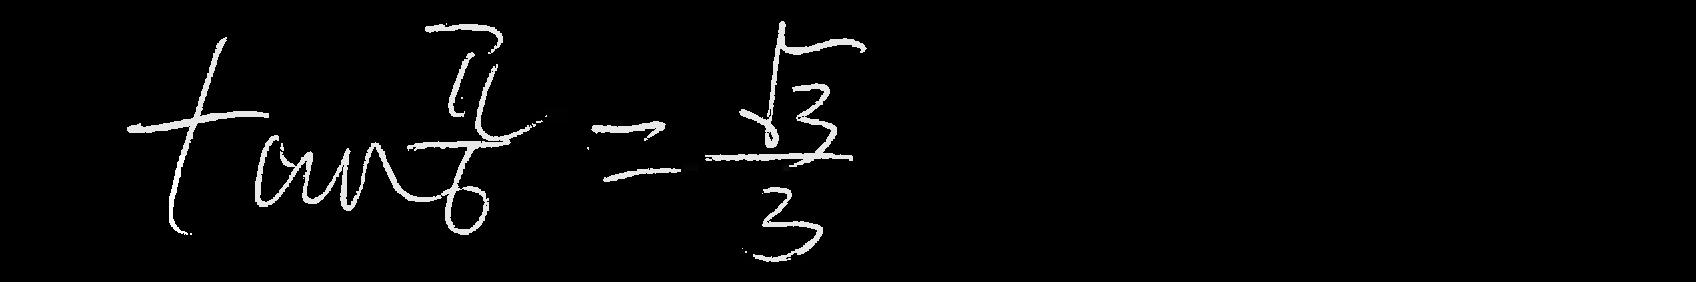 tan π/6 = √3/3